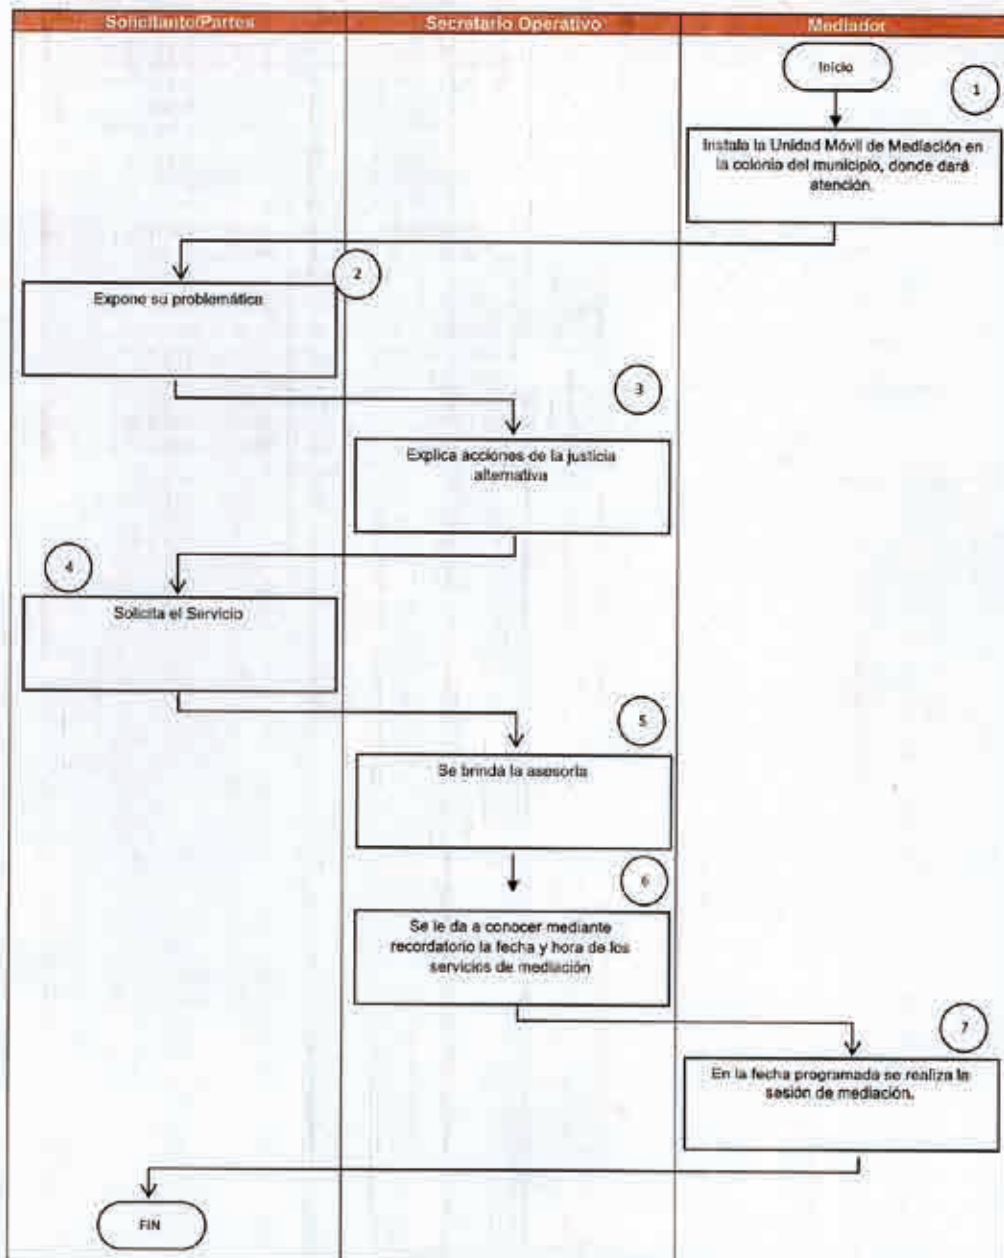 Solicitante/Partes
Secretario Operativo
Mediador
Inicio
1
Instala la Unidad Móvil de Mediación en
la colonia del municipio, donde dará
atención.
2
Expone su problemática
3
Explica acciones de la justicia
alternativa
4
Solicita el Servicio
5
Se brinda la asesoría
6
Se le da a conocer mediante
recordatorio la fecha y hora de los
servicios de mediación
7
En la fecha programada se realiza la
sesión de mediación.
FIN